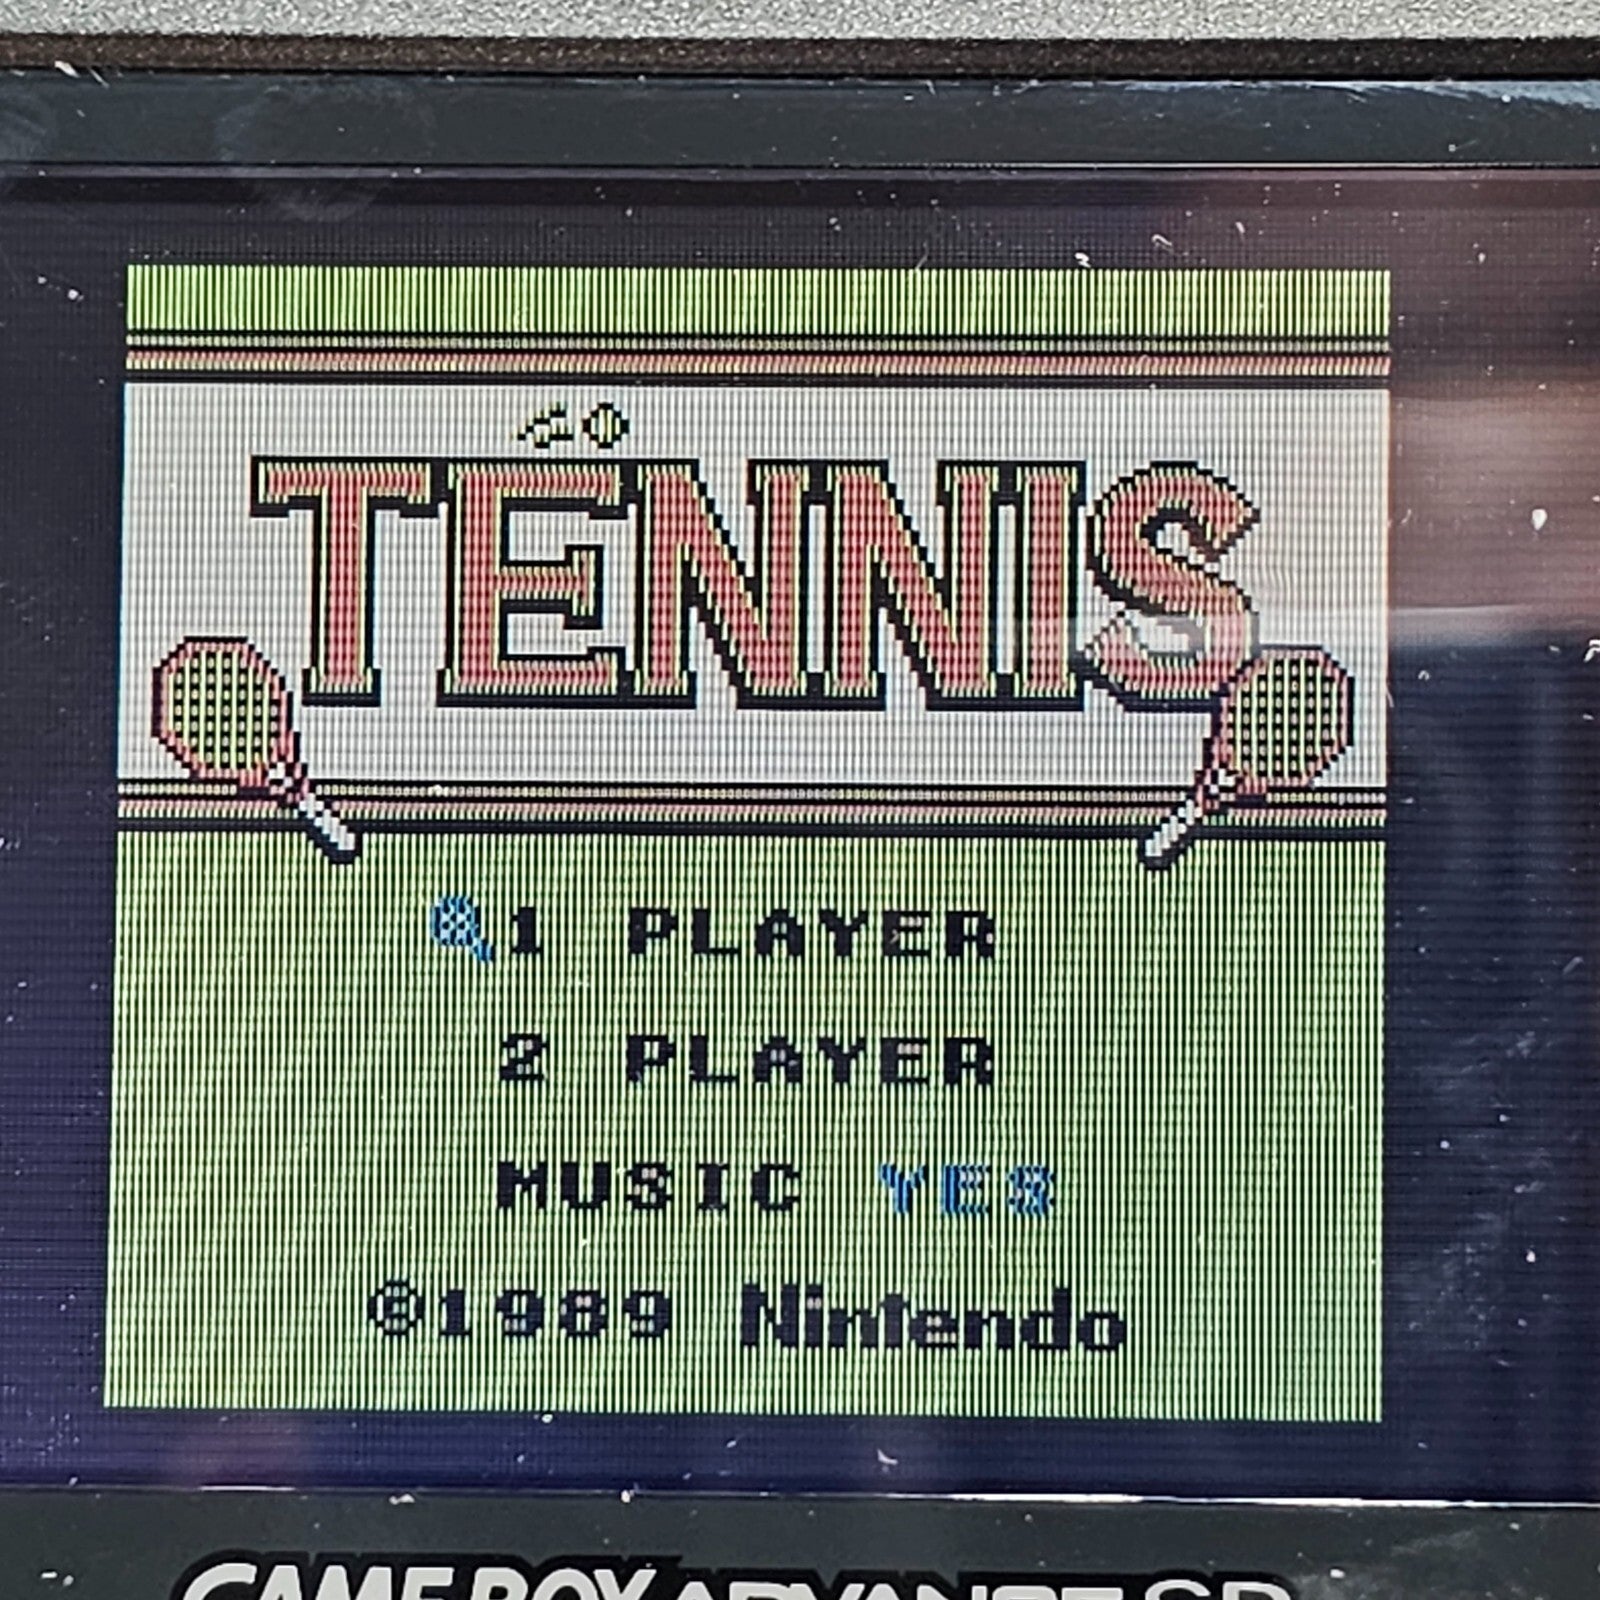 TENNIS
1 PLAYER
2 PLAYER
MUSIC YES
©1989 Nintendo
GAME BOY ADVANCE SP